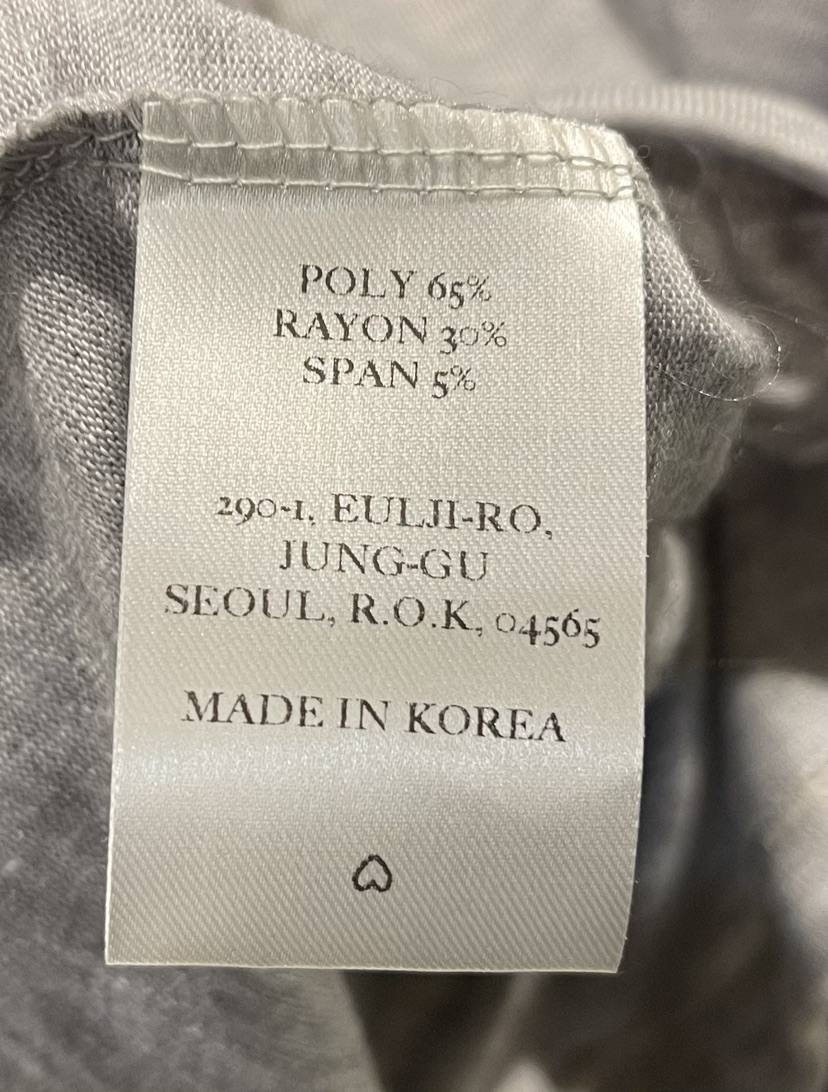 POLY 65%
RAYON 30%
SPAN 5%
290-1, EULJI-RO,
JUNG-GU
SEOUL, R.O.K, 04565
MADE IN KOREA